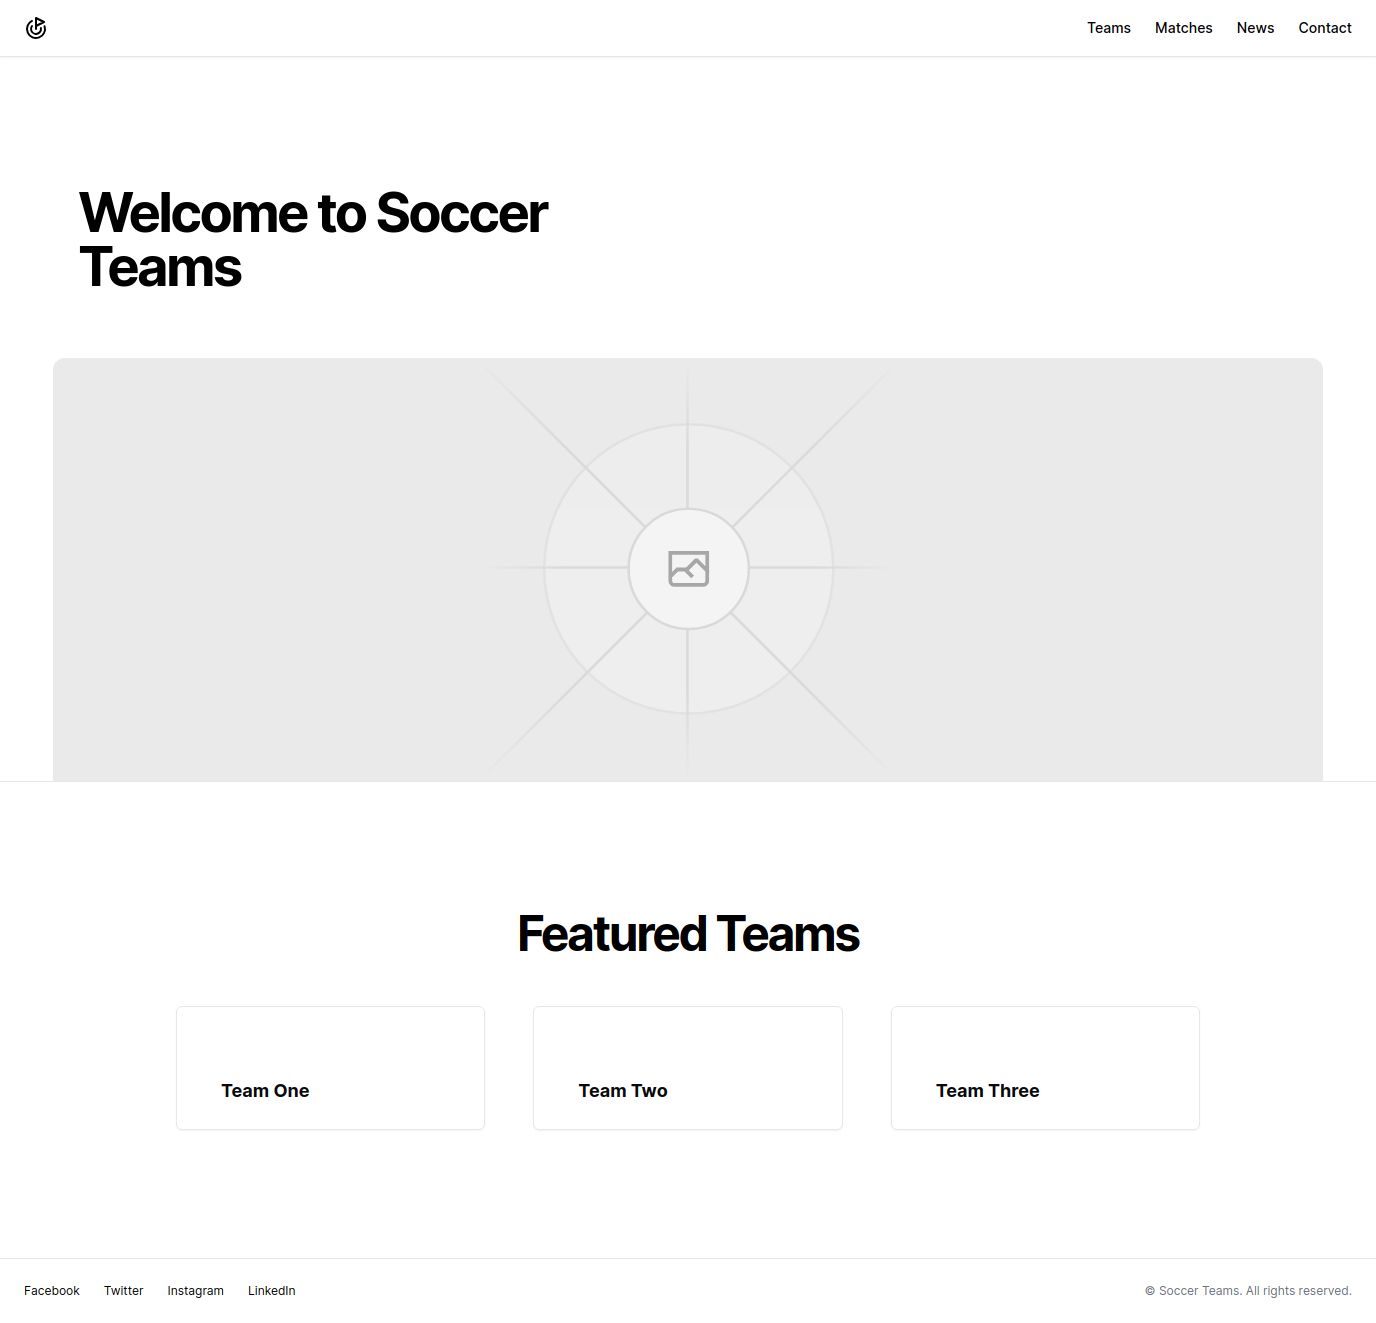 Teams Matches News Contact
Welcome to Soccer
Teams
Featured Teams
Team One
Team Two
Team Three
Facebook Twitter Instagram LinkedIn
© Soccer Teams. All rights reserved.